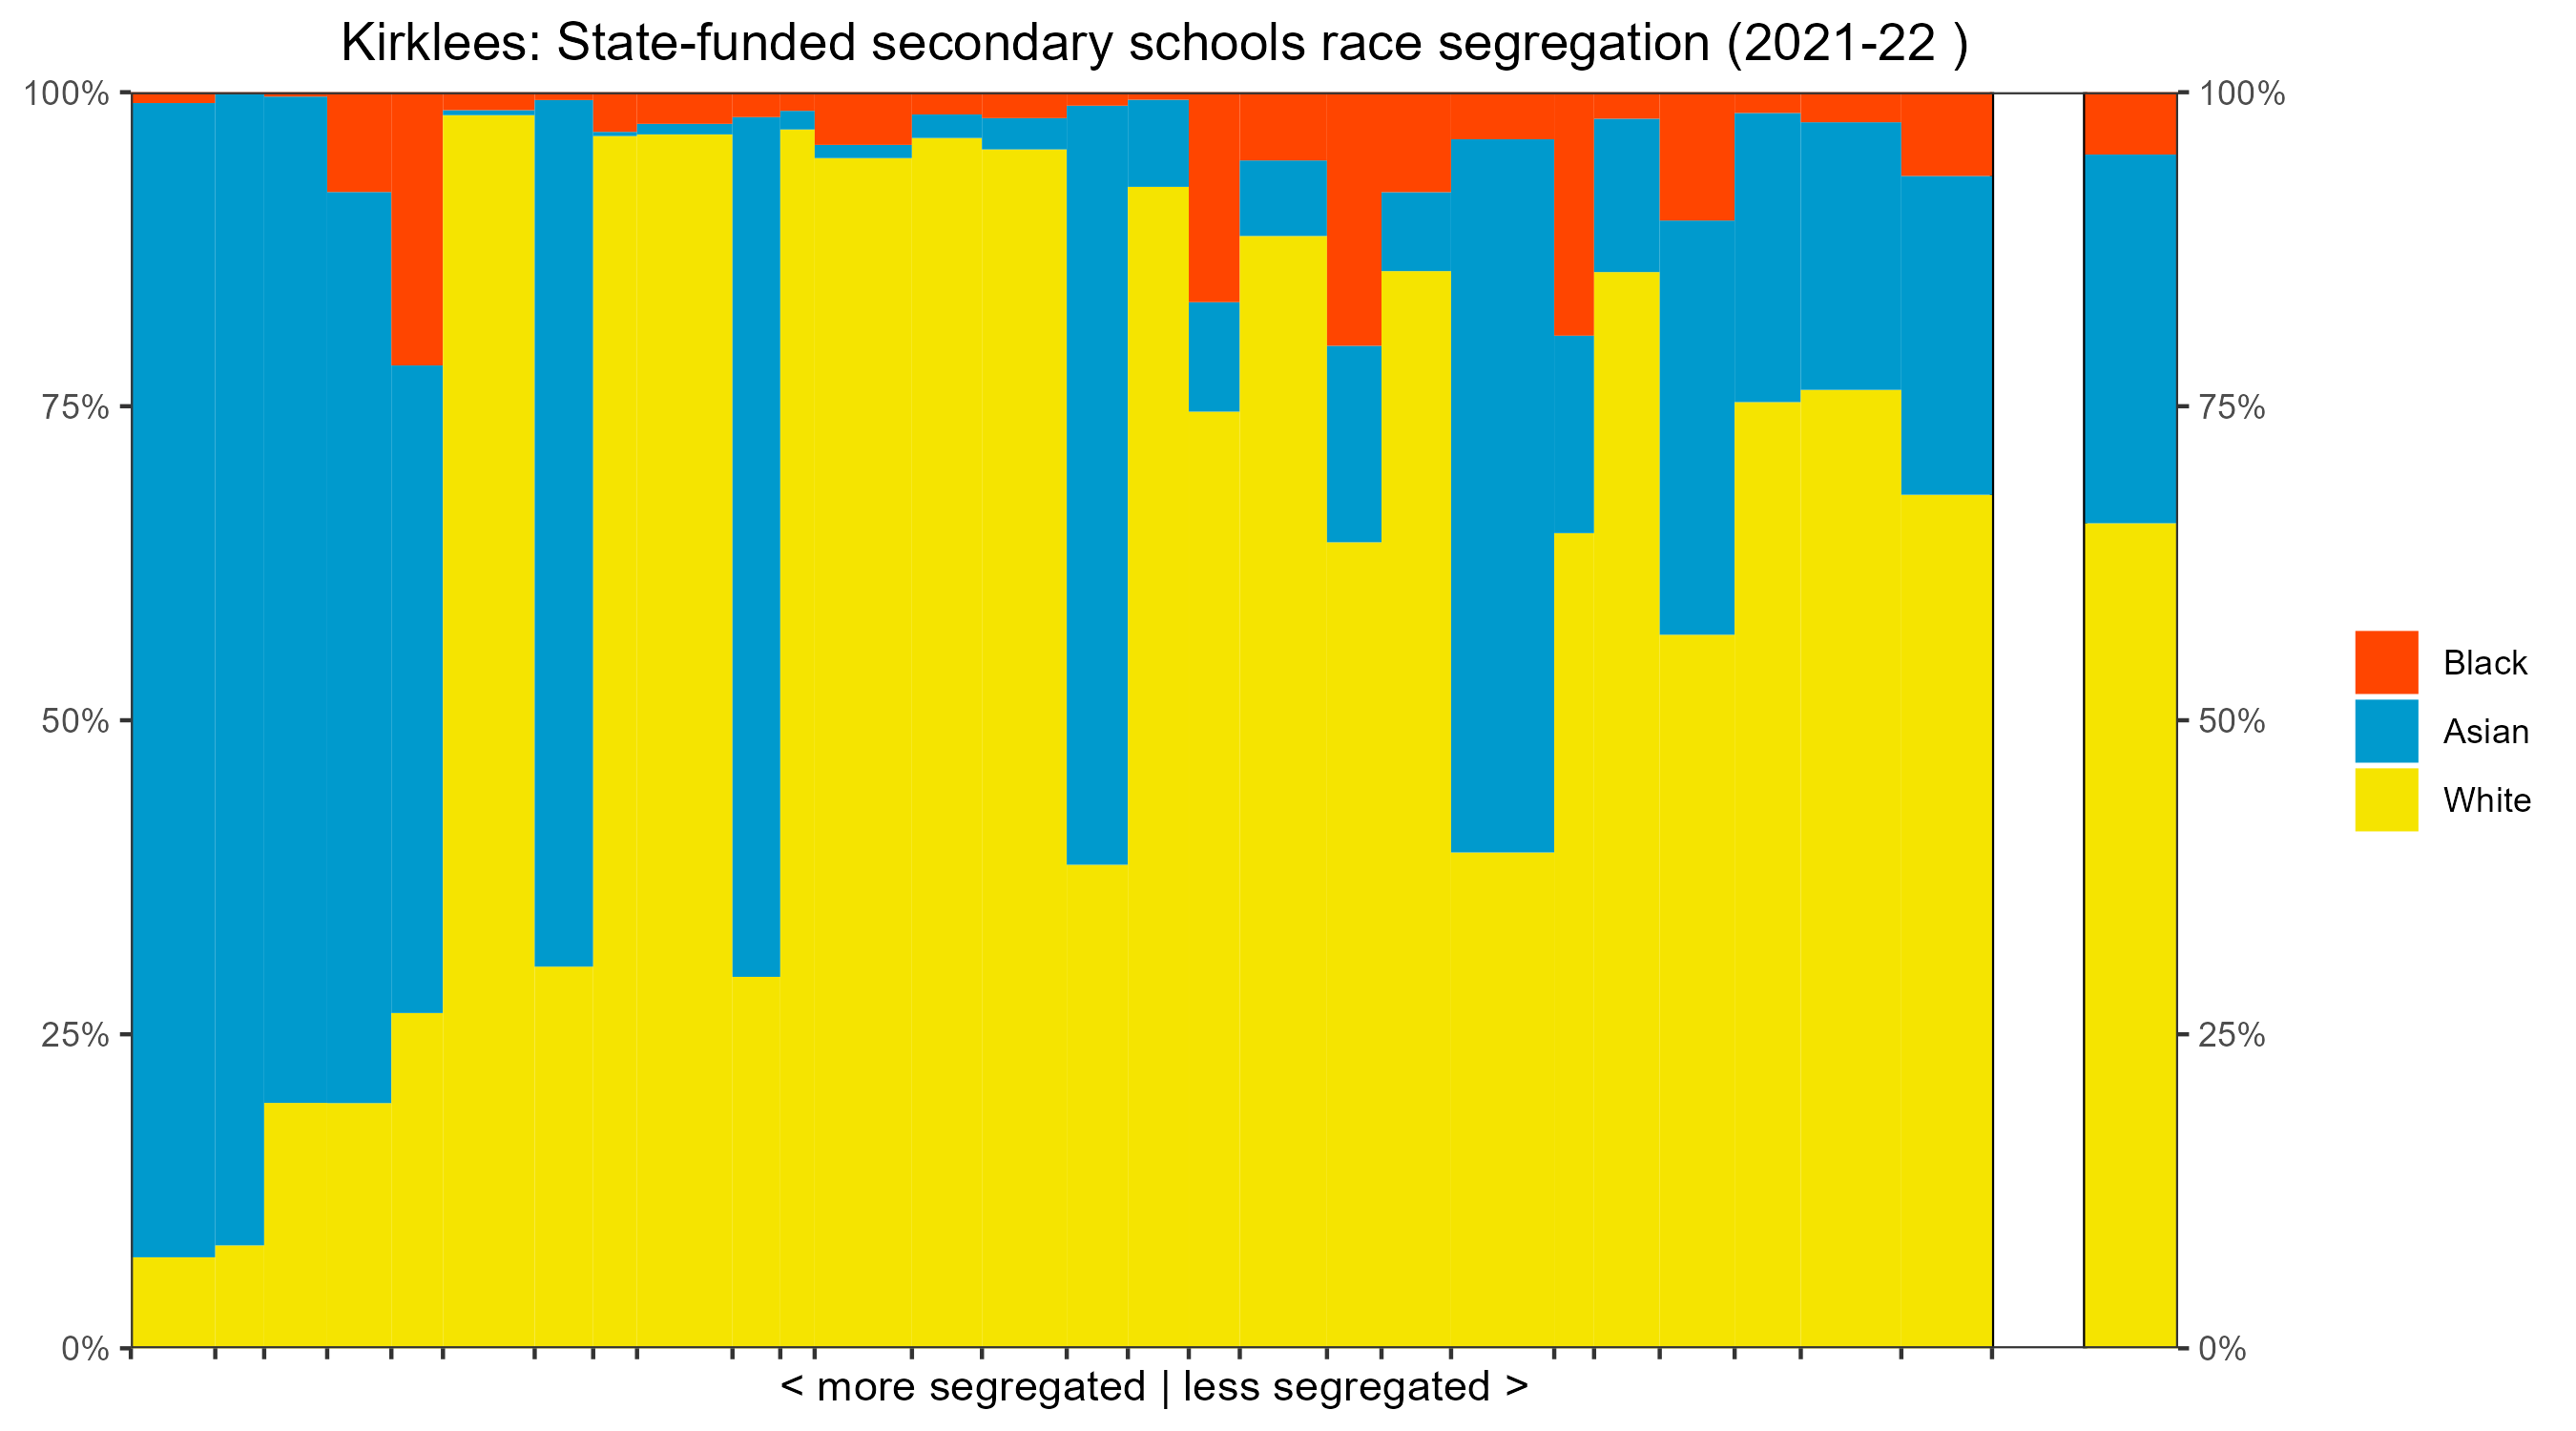 Kirklees: State-funded secondary schools race segregation (2021-22 )
100%
75%
50%
25%
0%
100%
75%
50%
25%
0%
Black
Asian
White
< more segregated | less segregated >